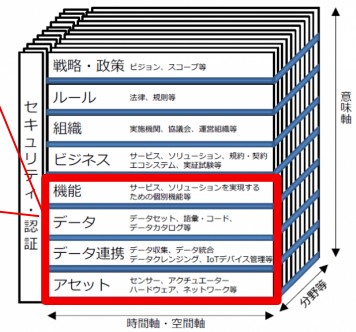 戦略・政策 ビジョン、スコープ等
ルール 法律、規則等
組織 実施機関、協議会、運営組織等
ビジネス サービス、ソリューション、規約・契約
エコシステム、実証試験等
機能 サービス、ソリューションを実現する
ための個別機能等
データ データセット、語彙・コード、
データカタログ等
データ連携 データ収集、データ統合
データクレンジング、IoTデバイス管理等
アセット センサー、アクチュエーター
ハードウェア、ネットワーク等
セキュリティ・認証
意味軸
分野等
時間軸・空間軸